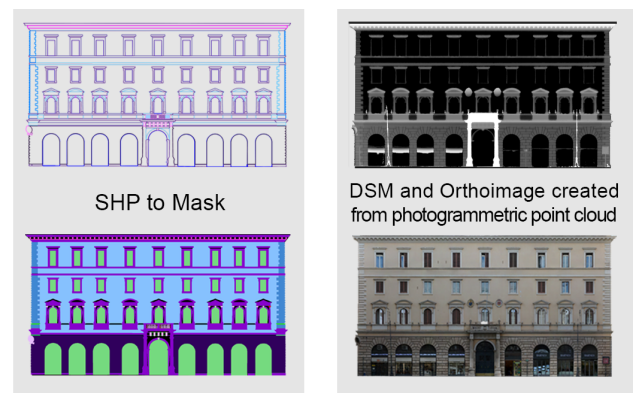 SHP to Mask
DSM and Orthoimage created
from photogrammetric point cloud